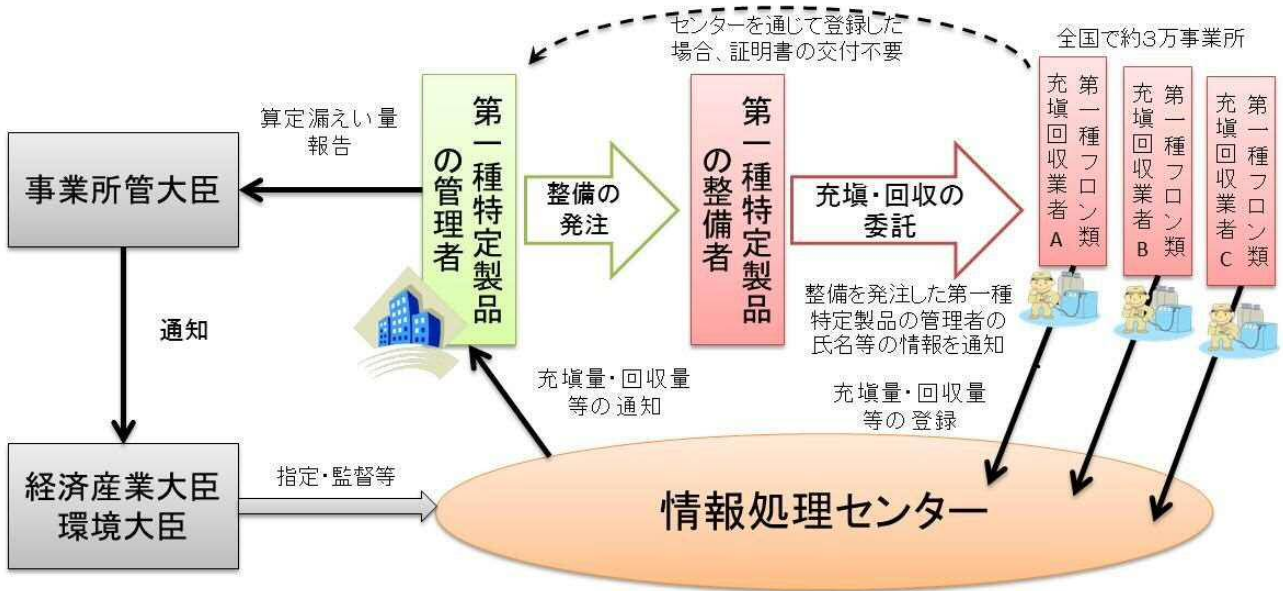 センターを通じて登録した
場合、証明書の交付不要
全国で約３万事業所
算定漏えい量
報告
事業所管大臣
第一種特定製品
の管理者
整備の
発注
第一種特定製品
の整備者
充塡・回収の
委託
第一種フロン類
充塡回収業者A
第一種フロン類
充塡回収業者B
第一種フロン類
充塡回収業者C
整備を発注した第一種
特定製品の管理者の
氏名等の情報を通知
通知
充塡量・回収量
等の通知
充塡量・回収量
等の登録
経済産業大臣
環境大臣
指定・監督等
情報処理センター